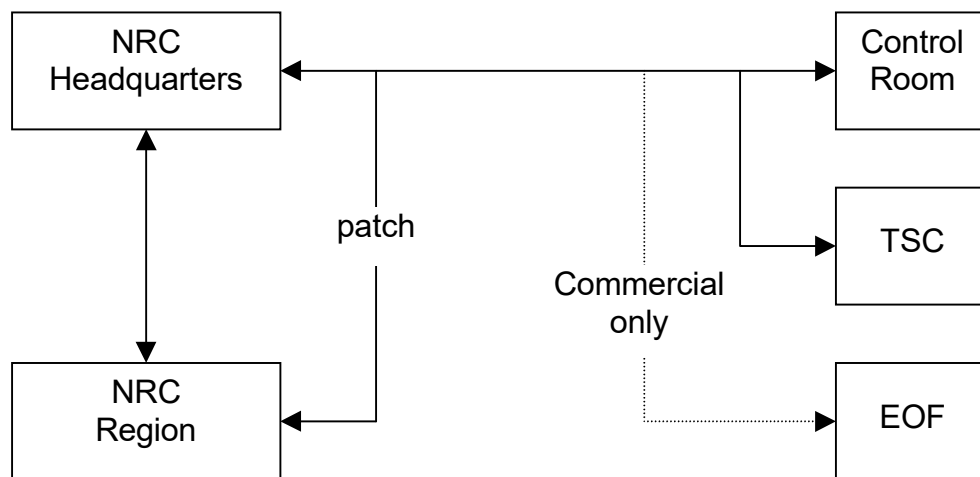 NRC
Headquarters
Control
Room
patch
TSC
Commercial
only
NRC
Region
EOF